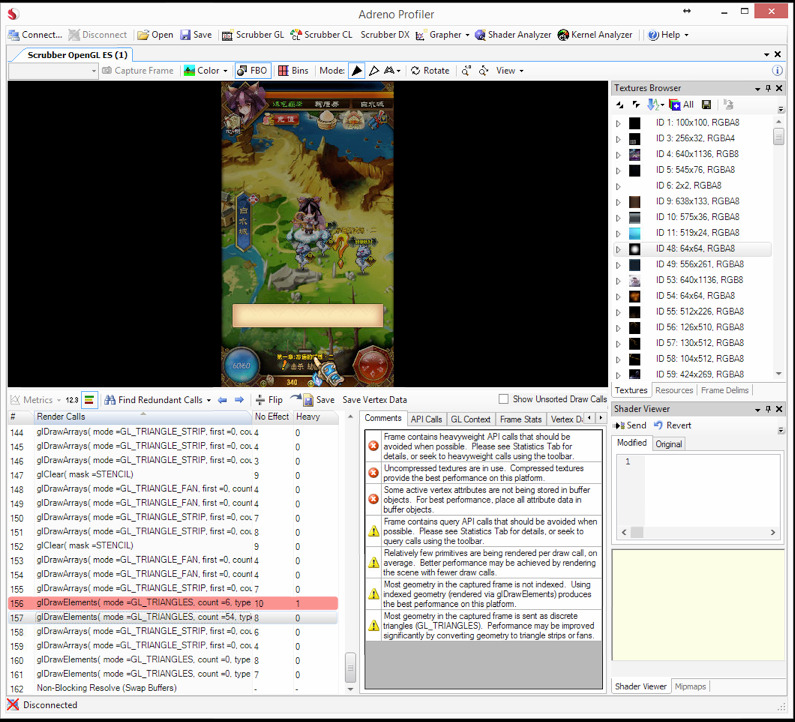 Adreno Profiler
Connect... Disconnect Open Save Scrubber GL Scrubber CL Scrubber DX Grapher Shader Analyzer Kernel Analyzer Help
Scrubber OpenGL ES (1)
Capture Frame Color FBO Bins Mode: Rotate View
充值
白水城
白水城
6060
340
Textures Browser
All
ID 1: 100x100, RGBA8
ID 3: 256x32, RGBA4
ID 4: 640x1136, RGB8
ID 5: 545x76, RGBA8
ID 6: 2x2, RGBA8
ID 9: 638x133, RGBA8
ID 10: 575x36, RGBA8
ID 11: 519x24, RGBA8
ID 48: 64x64, RGBA8
ID 49: 556x261, RGBA8
ID 53: 640x1136, RGB8
ID 54: 64x64, RGBA8
ID 55: 512x226, RGBA8
ID 56: 126x510, RGBA8
ID 57: 130x512, RGBA8
ID 58: 104x512, RGBA8
ID 59: 424x269, RGBA8
Textures Resources Frame Delims
Metrics 123 Find Redundant Calls Flip Save Save Vertex Data Show Unsorted Draw Calls
# Render Calls No Effect Heavy
144 glDrawArrays( mode =GL_TRIANGLE_STRIP, first =0, cou 4 0
145 glDrawArrays( mode =GL_TRIANGLE_STRIP, first =0, cou 4 0
146 glDrawArrays( mode =GL_TRIANGLE_STRIP, first =0, cou 3 0
147 glClear( mask =STENCIL) 9 0
148 glDrawArrays( mode =GL_TRIANGLE_FAN, first =0, count 4 0
149 glDrawArrays( mode =GL_TRIANGLE_FAN, first =0, count 4 0
150 glDrawArrays( mode =GL_TRIANGLE_STRIP, first =0, cou 7 0
151 glDrawArrays( mode =GL_TRIANGLE_STRIP, first =0, cou 8 0
152 glClear( mask =STENCIL) 9 0
153 glDrawArrays( mode =GL_TRIANGLE_FAN, first =0, count 4 0
154 glDrawArrays( mode =GL_TRIANGLE_FAN, first =0, count 4 0
155 glDrawArrays( mode =GL_TRIANGLE_STRIP, first =0, cou 7 0
156 glDrawElements( mode =GL_TRIANGLES, count =6, type 10 1
157 glDrawElements( mode =GL_TRIANGLES, count =54, type 8 0
158 glDrawArrays( mode =GL_TRIANGLE_STRIP, first =0, cou 6 0
159 glDrawArrays( mode =GL_TRIANGLE_STRIP, first =0, cou 4 0
160 glDrawElements( mode =GL_TRIANGLES, count =0, type 8 0
161 glDrawElements( mode =GL_TRIANGLES, count =0, type 7 0
162 Non-Blocking Resolve (Swap Buffers) - -
Comments API Calls GL Context Frame Stats Vertex D
Frame contains heavyweight API calls that should be
avoided when possible. Please see Statistics Tab for
details, or seek to heavyweight calls using the toolbar.
Uncompressed textures are in use. Compressed textures
provide the best performance on this platform.
Some active vertex attributes are not being stored in buffer
objects. For best performance, place all attribute data in
buffer objects.
Frame contains query API calls that should be avoided when
possible. Please see Statistics Tab for details, or seek to
query calls using the toolbar.
Relatively few primitives are being rendered per draw call, on
average. Better performance may be achieved by rendering
the scene with fewer draw calls.
Most geometry in the captured frame is not indexed. Using
indexed geometry (rendered via glDrawElements) produces
the best performance on this platform.
Most geometry in the captured frame is sent as discrete
triangles (GL_TRIANGLES). Performance may be improved
significantly by converting geometry to triangle strips or fans.
Shader Viewer
Send Revert
Modified Original
1
Shader Viewer Mipmaps
Disconnected